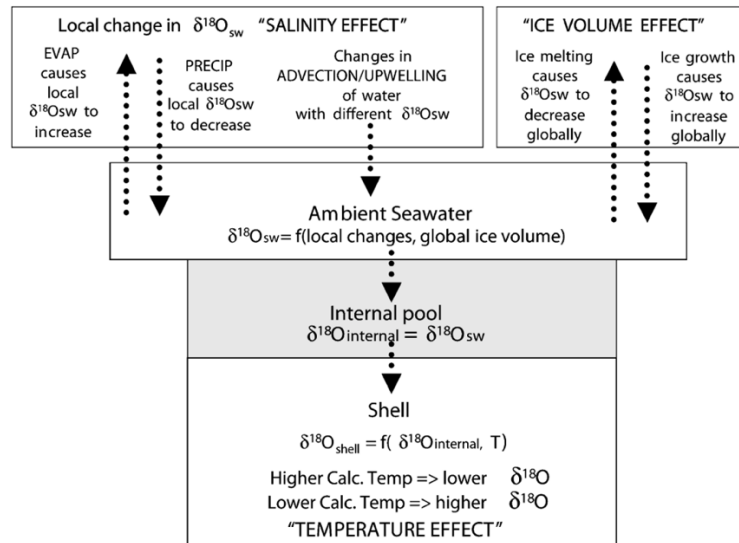 Local change in δ¹⁸Osw "SALINITY EFFECT"
EVAP
causes
local
δ¹⁸Osw to
increase
PRECIP
causes
local δ¹⁸Osw
to decrease
Changes in
ADVECTION/UPWELLING
of water
with different δ¹⁸Osw
"ICE VOLUME EFFECT"
Ice melting
causes
δ¹⁸Osw to
decrease
globally
Ice growth
causes
δ¹⁸Osw to
increase
globally
Ambient Seawater
δ¹⁸Osw= f(local changes, global ice volume)
Internal pool
δ¹⁸Ointernal = δ¹⁸Osw
Shell
δ¹⁸Oshell = f( δ¹⁸Ointernal, T)
Higher Calc. Temp => lower δ¹⁸O
Lower Calc. Temp => higher δ¹⁸O
"TEMPERATURE EFFECT"